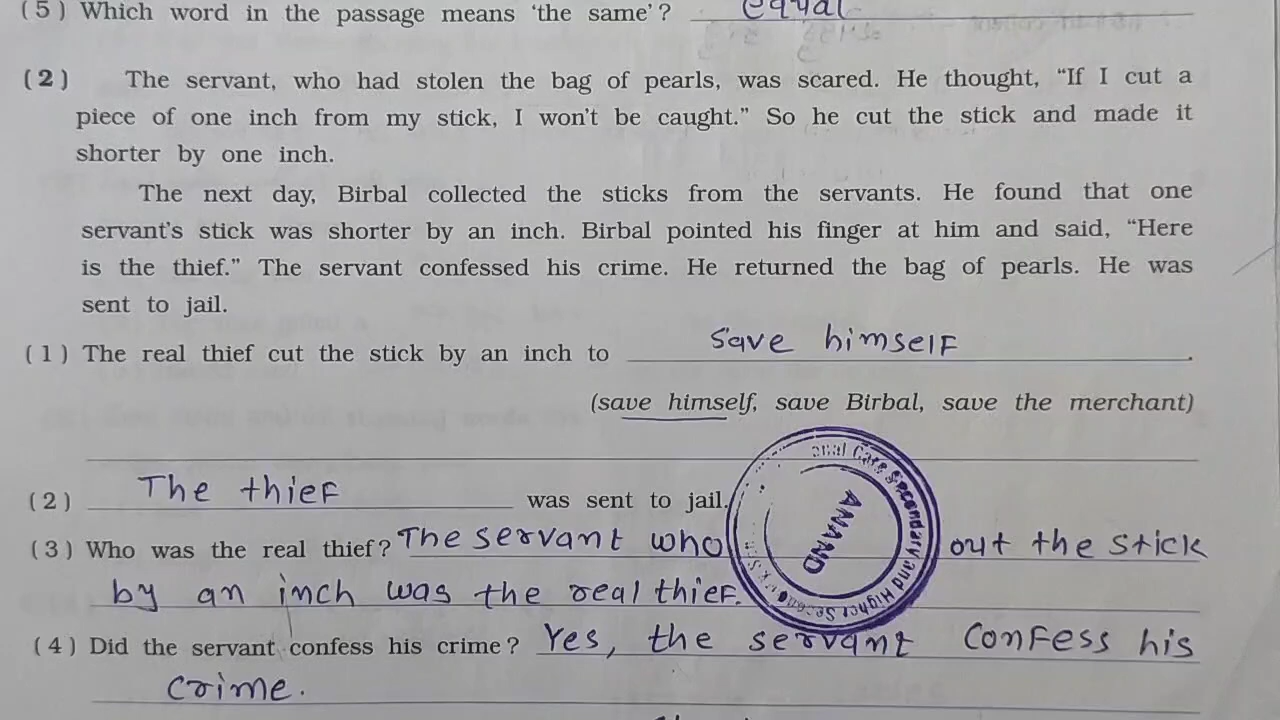 (5) Which word in the passage means 'the same'? equal
(2) The servant, who had stolen the bag of pearls, was scared. He thought, "If I cut a
piece of one inch from my stick, I won't be caught." So he cut the stick and made it
shorter by one inch.
The next day, Birbal collected the sticks from the servants. He found that one
servant's stick was shorter by an inch. Birbal pointed his finger at him and said, "Here
is the thief." The servant confessed his crime. He returned the bag of pearls. He was
sent to jail.
(1) The real thief cut the stick by an inch to save himself.
(save himself, save Birbal, save the merchant)
(2) The thief was sent to jail.
(3) Who was the real thief? The servant who out the stick
by an inch was the real thief.
Care Secondary and Higher
ANAND
(4) Did the servant confess his crime? Yes, the servant confess his
crime.